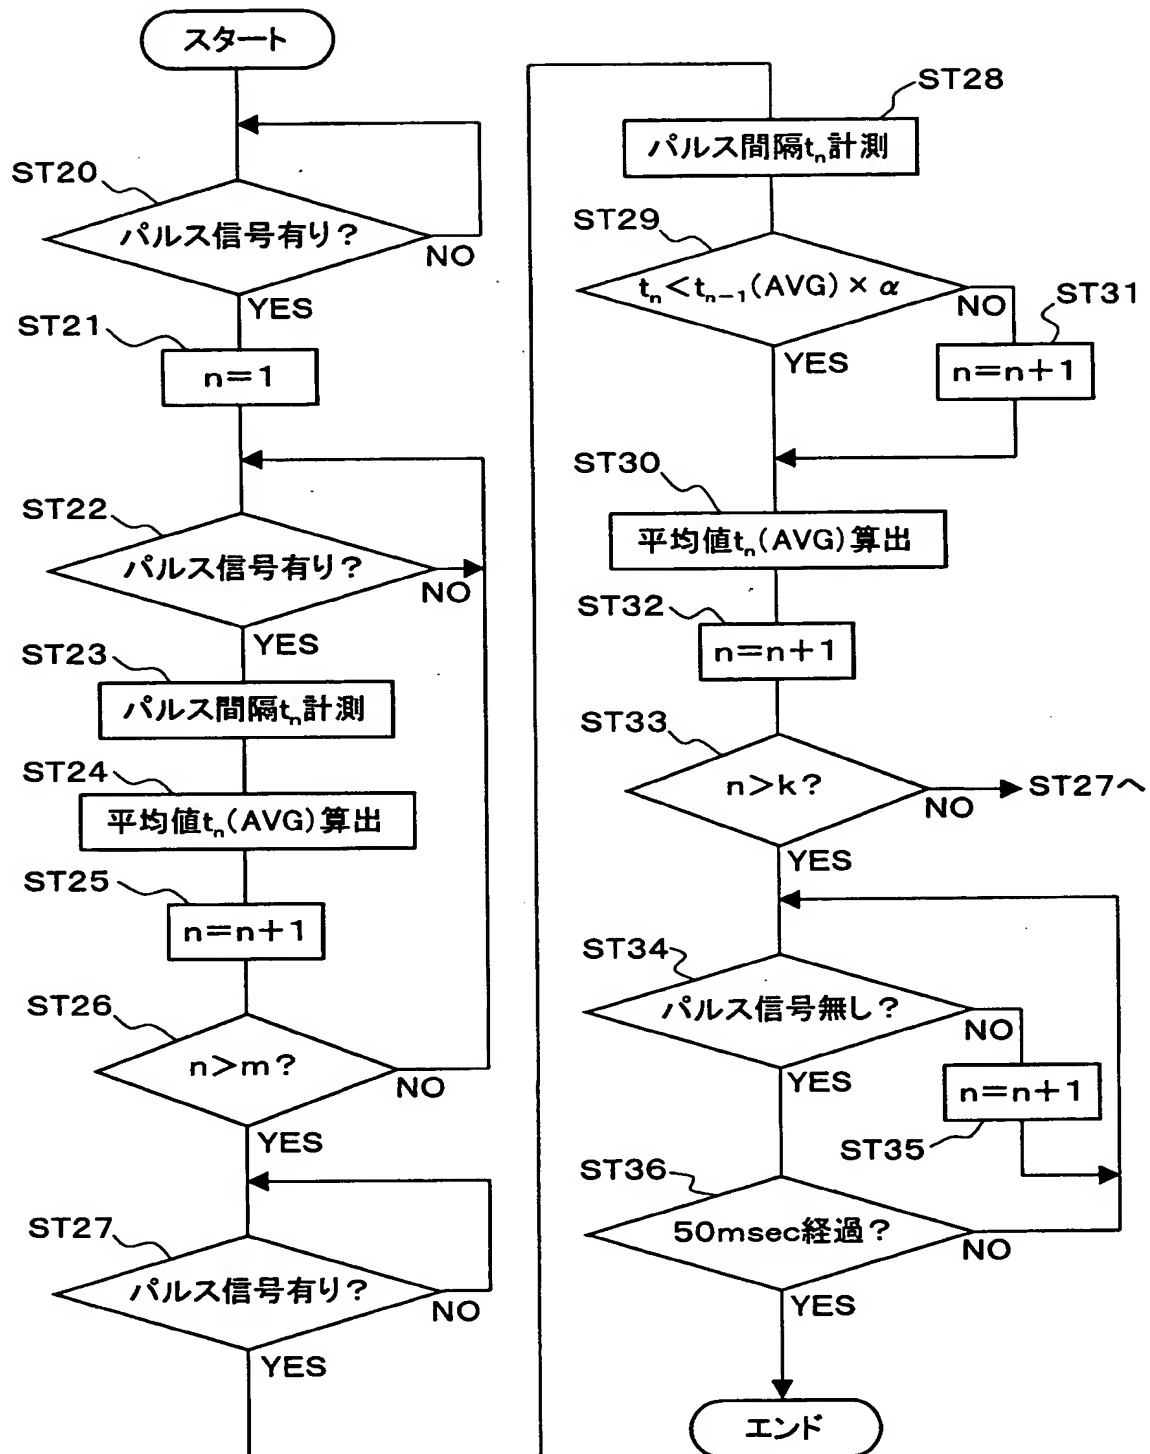 スタート
ST20
パルス信号有り？
NO
YES
ST21
n=1
ST22
パルス信号有り？
NO
YES
ST23
パルス間隔tn計測
ST24
平均値tn(AVG)算出
ST25
n=n+1
ST26
n>m？
NO
YES
ST27
パルス信号有り？
NO
YES
ST28
パルス間隔tn計測
ST29
tn<tn-1(AVG)×α
NO
ST31
n=n+1
YES
ST30
平均値tn(AVG)算出
ST32
n=n+1
ST33
n>k？
NO
ST27へ
YES
ST34
パルス信号無し？
NO
n=n+1
ST35
YES
ST36
50msec経過？
NO
YES
エンド